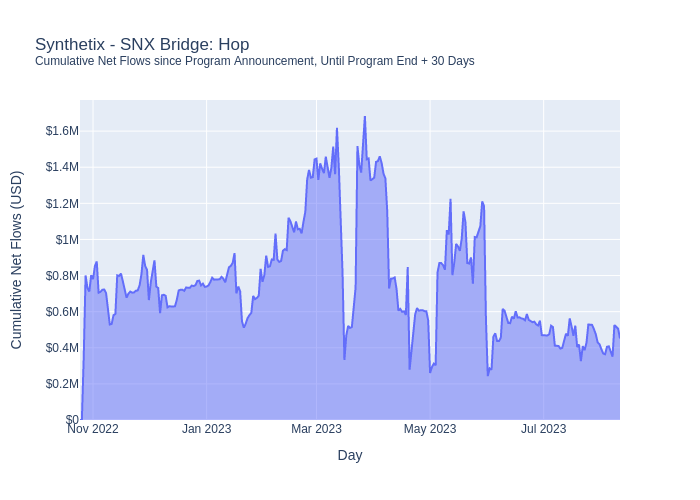 Synthetix - SNX Bridge: Hop
Cumulative Net Flows since Program Announcement, Until Program End + 30 Days
Cumulative Net Flows (USD)
$1.6M
$1.4M
$1.2M
$1M
$0.8M
$0.6M
$0.4M
$0.2M
$0
Nov 2022
Jan 2023
Mar 2023
May 2023
Jul 2023
Day